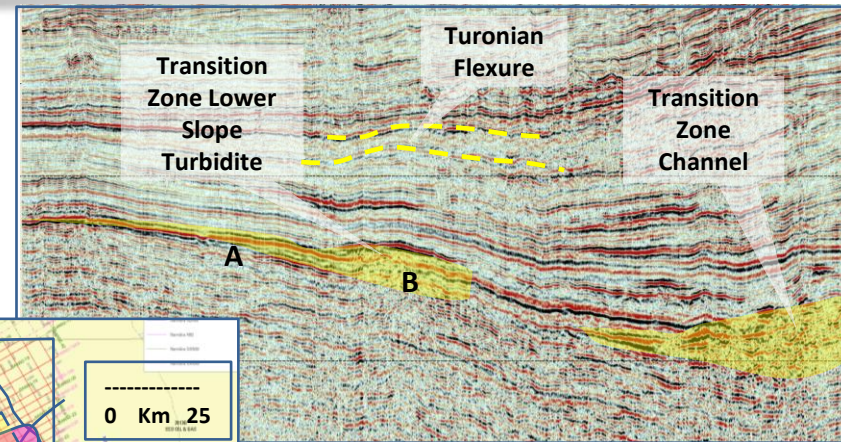 Turonian
Flexure
Transition
Zone Lower
Slope
Turbidite
Transition
Zone
Channel
A
B
0 Km 25